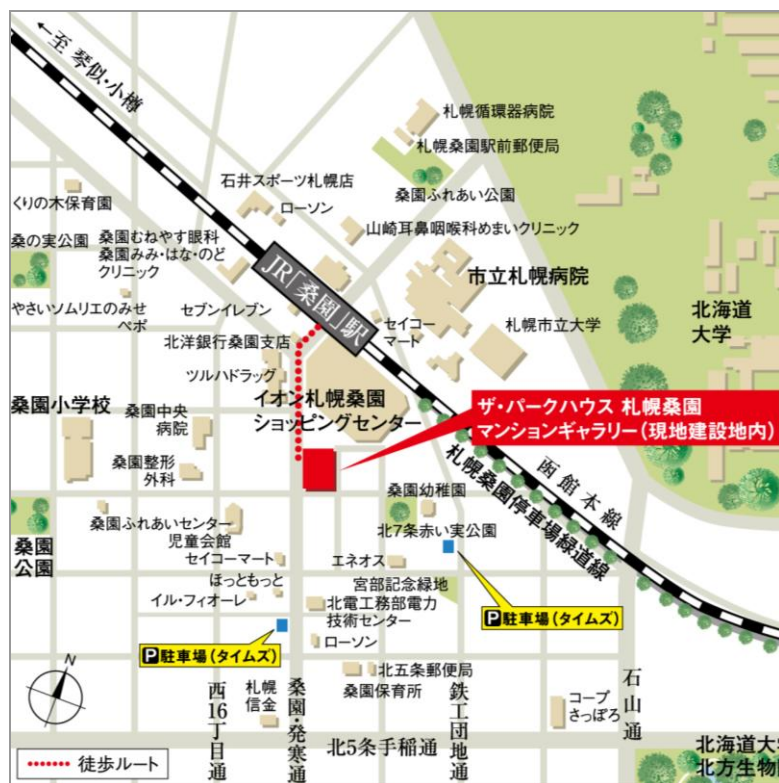 ←至 琴似・小樽
札幌循環器病院
札幌桑園駅前郵便局
石井スポーツ札幌店
ローソン
桑園ふれあい公園
くりの木保育園
山崎耳鼻咽喉科めまいクリニック
桑の実公園
桑園むねやす眼科
桑園みみ・はな・のど
クリニック
JR「桑園」駅
市立札幌病院
やさいソムリエのみせ
ペポ
セブンイレブン
セイコー
マート
札幌市立大学
北海道
大学
北洋銀行桑園支店
ツルハドラッグ
イオン札幌桑園
ショッピングセンター
桑園小学校
桑園中央
病院
ザ・パークハウス 札幌桑園
マンションギャラリー(現地建設地内)
桑園整形
外科
函館本線
札幌桑園停車場緑道線
桑園幼稚園
桑園ふれあいセンター
児童会館
北7条赤い実公園
桑園
公園
セイコーマート
エネオス
ほっともっと
宮部記念緑地
イル・フィオーレ
北電工務部電力
技術センター
P駐車場(タイムズ)
P駐車場(タイムズ)
ローソン
N
北五条郵便局
桑園保育所
札幌
信金
西16丁目通
桑園・発寒通
鉄工団地通
石山通
コープ
さっぽろ
北5条手稲通
徒歩ルート
北海道大学
北方生物